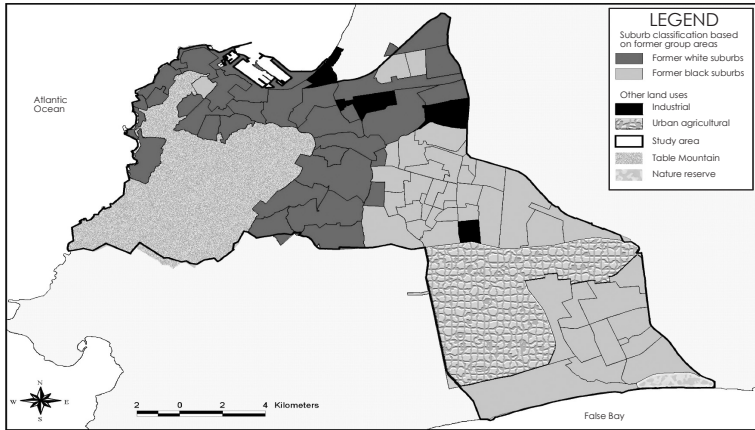 LEGEND
Suburb classification based
on former group areas
Former white suburbs
Former black suburbs
Other land uses
Industrial
Urban agricultural
Study area
Table Mountain
Nature reserve
Atlantic
Ocean
N
W E
S
2 0 2 4 Kilometers
False Bay